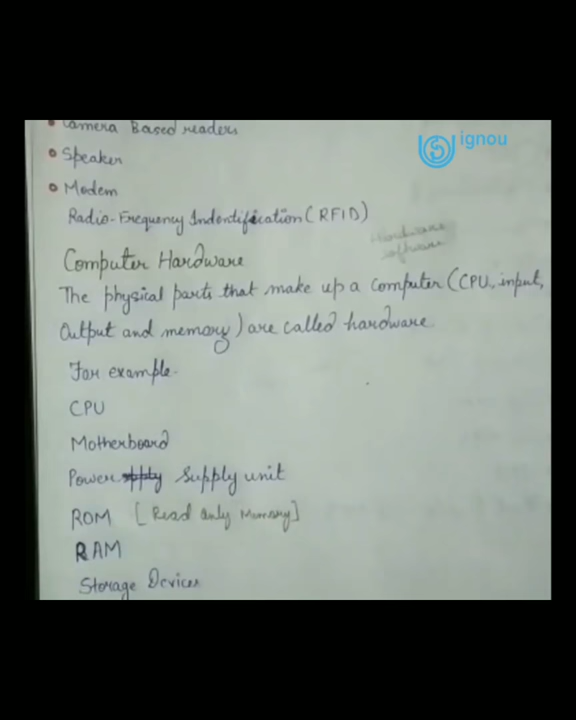 • Camera Based readers
ignou
• Speaker
• Modem
Radio-Frequency Indentification (RFID)
Hardware
software
Computer Hardware
The physical parts that make up a computer (CPU, input,
Output and memory) are called hardware.
For example-
CPU
Motherboard
Power Supply unit
ROM [Read Only Memory]
RAM
Storage Devices